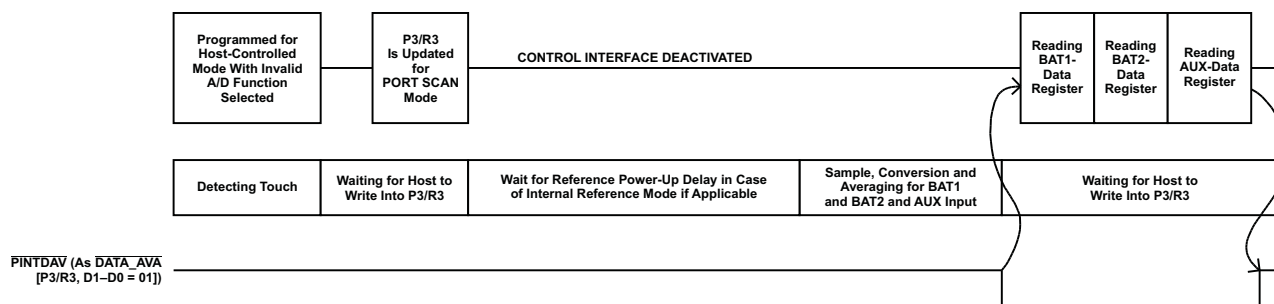 Programmed for
Host-Controlled
Mode With Invalid
A/D Function
Selected
P3/R3
Is Updated
for
PORT SCAN
Mode
CONTROL INTERFACE DEACTIVATED
Reading
BAT1-
Data
Register
Reading
BAT2-
Data
Register
Reading
AUX-Data
Register
Detecting Touch
Waiting for Host to
Write Into P3/R3
Wait for Reference Power-Up Delay in Case
of Internal Reference Mode if Applicable
Sample, Conversion and
Averaging for BAT1
and BAT2 and AUX Input
Waiting for Host to
Write Into P3/R3
PINTDAV (As DATA_AVA
[P3/R3, D1–D0 = 01])